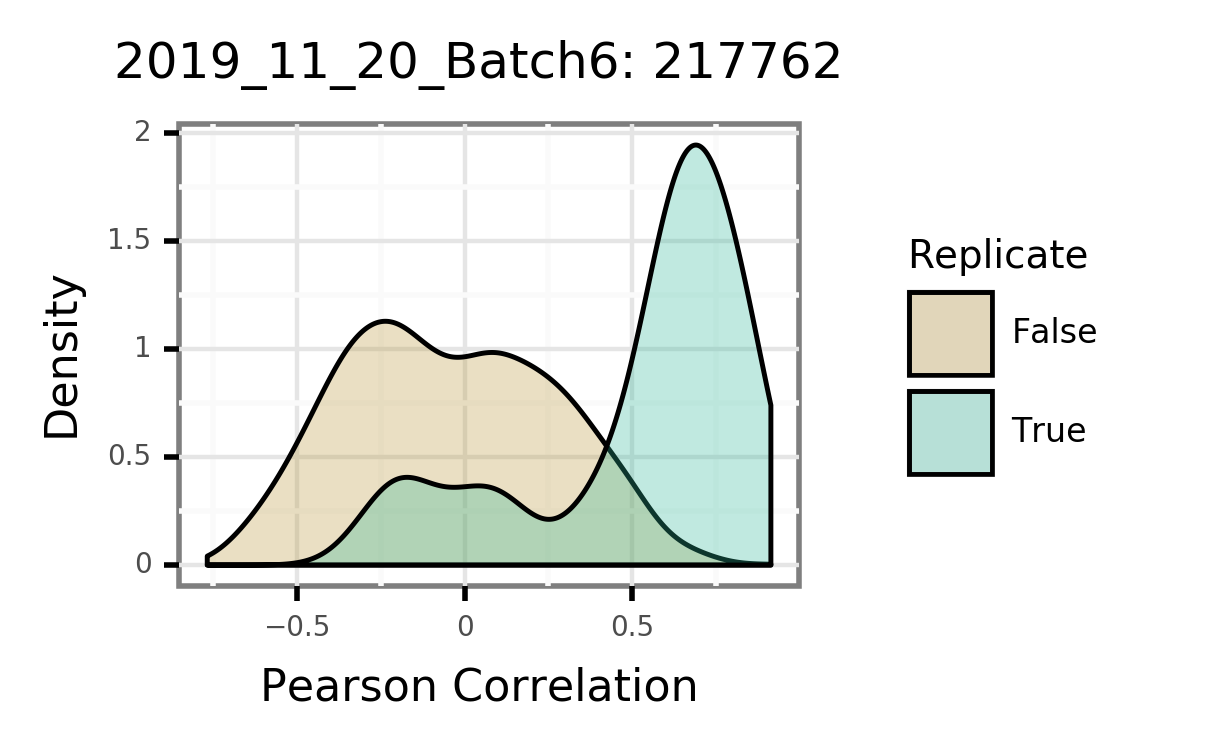 2019_11_20_Batch6: 217762
Density
2
1.5
1
0.5
0
−0.5 0 0.5
Pearson Correlation
Replicate
False
True